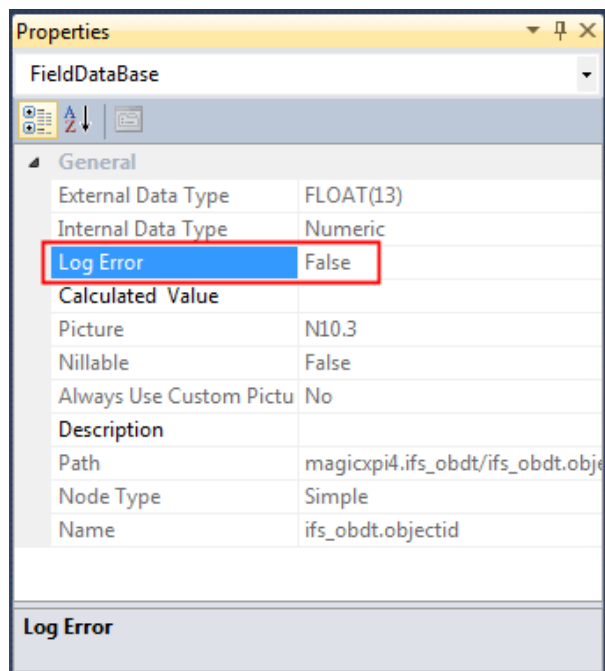 Properties
FieldDataBase
General
External Data Type FLOAT(13)
Internal Data Type Numeric
Log Error False
Calculated Value
Picture N10.3
Nillable False
Always Use Custom Pictu No
Description
Path magicxpi4.ifs_obdt/ifs_obdt.obje
Node Type Simple
Name ifs_obdt.objectid
Log Error